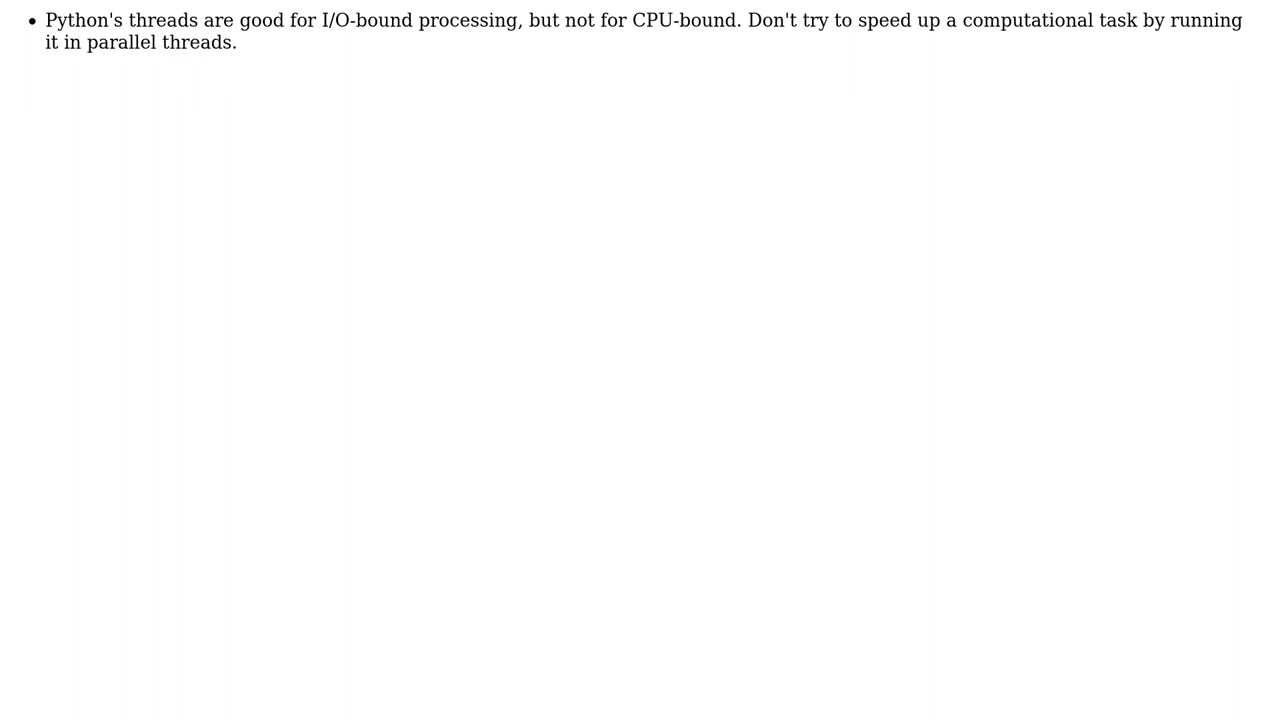 • Python's threads are good for I/O-bound processing, but not for CPU-bound. Don't try to speed up a computational task by running
it in parallel threads.